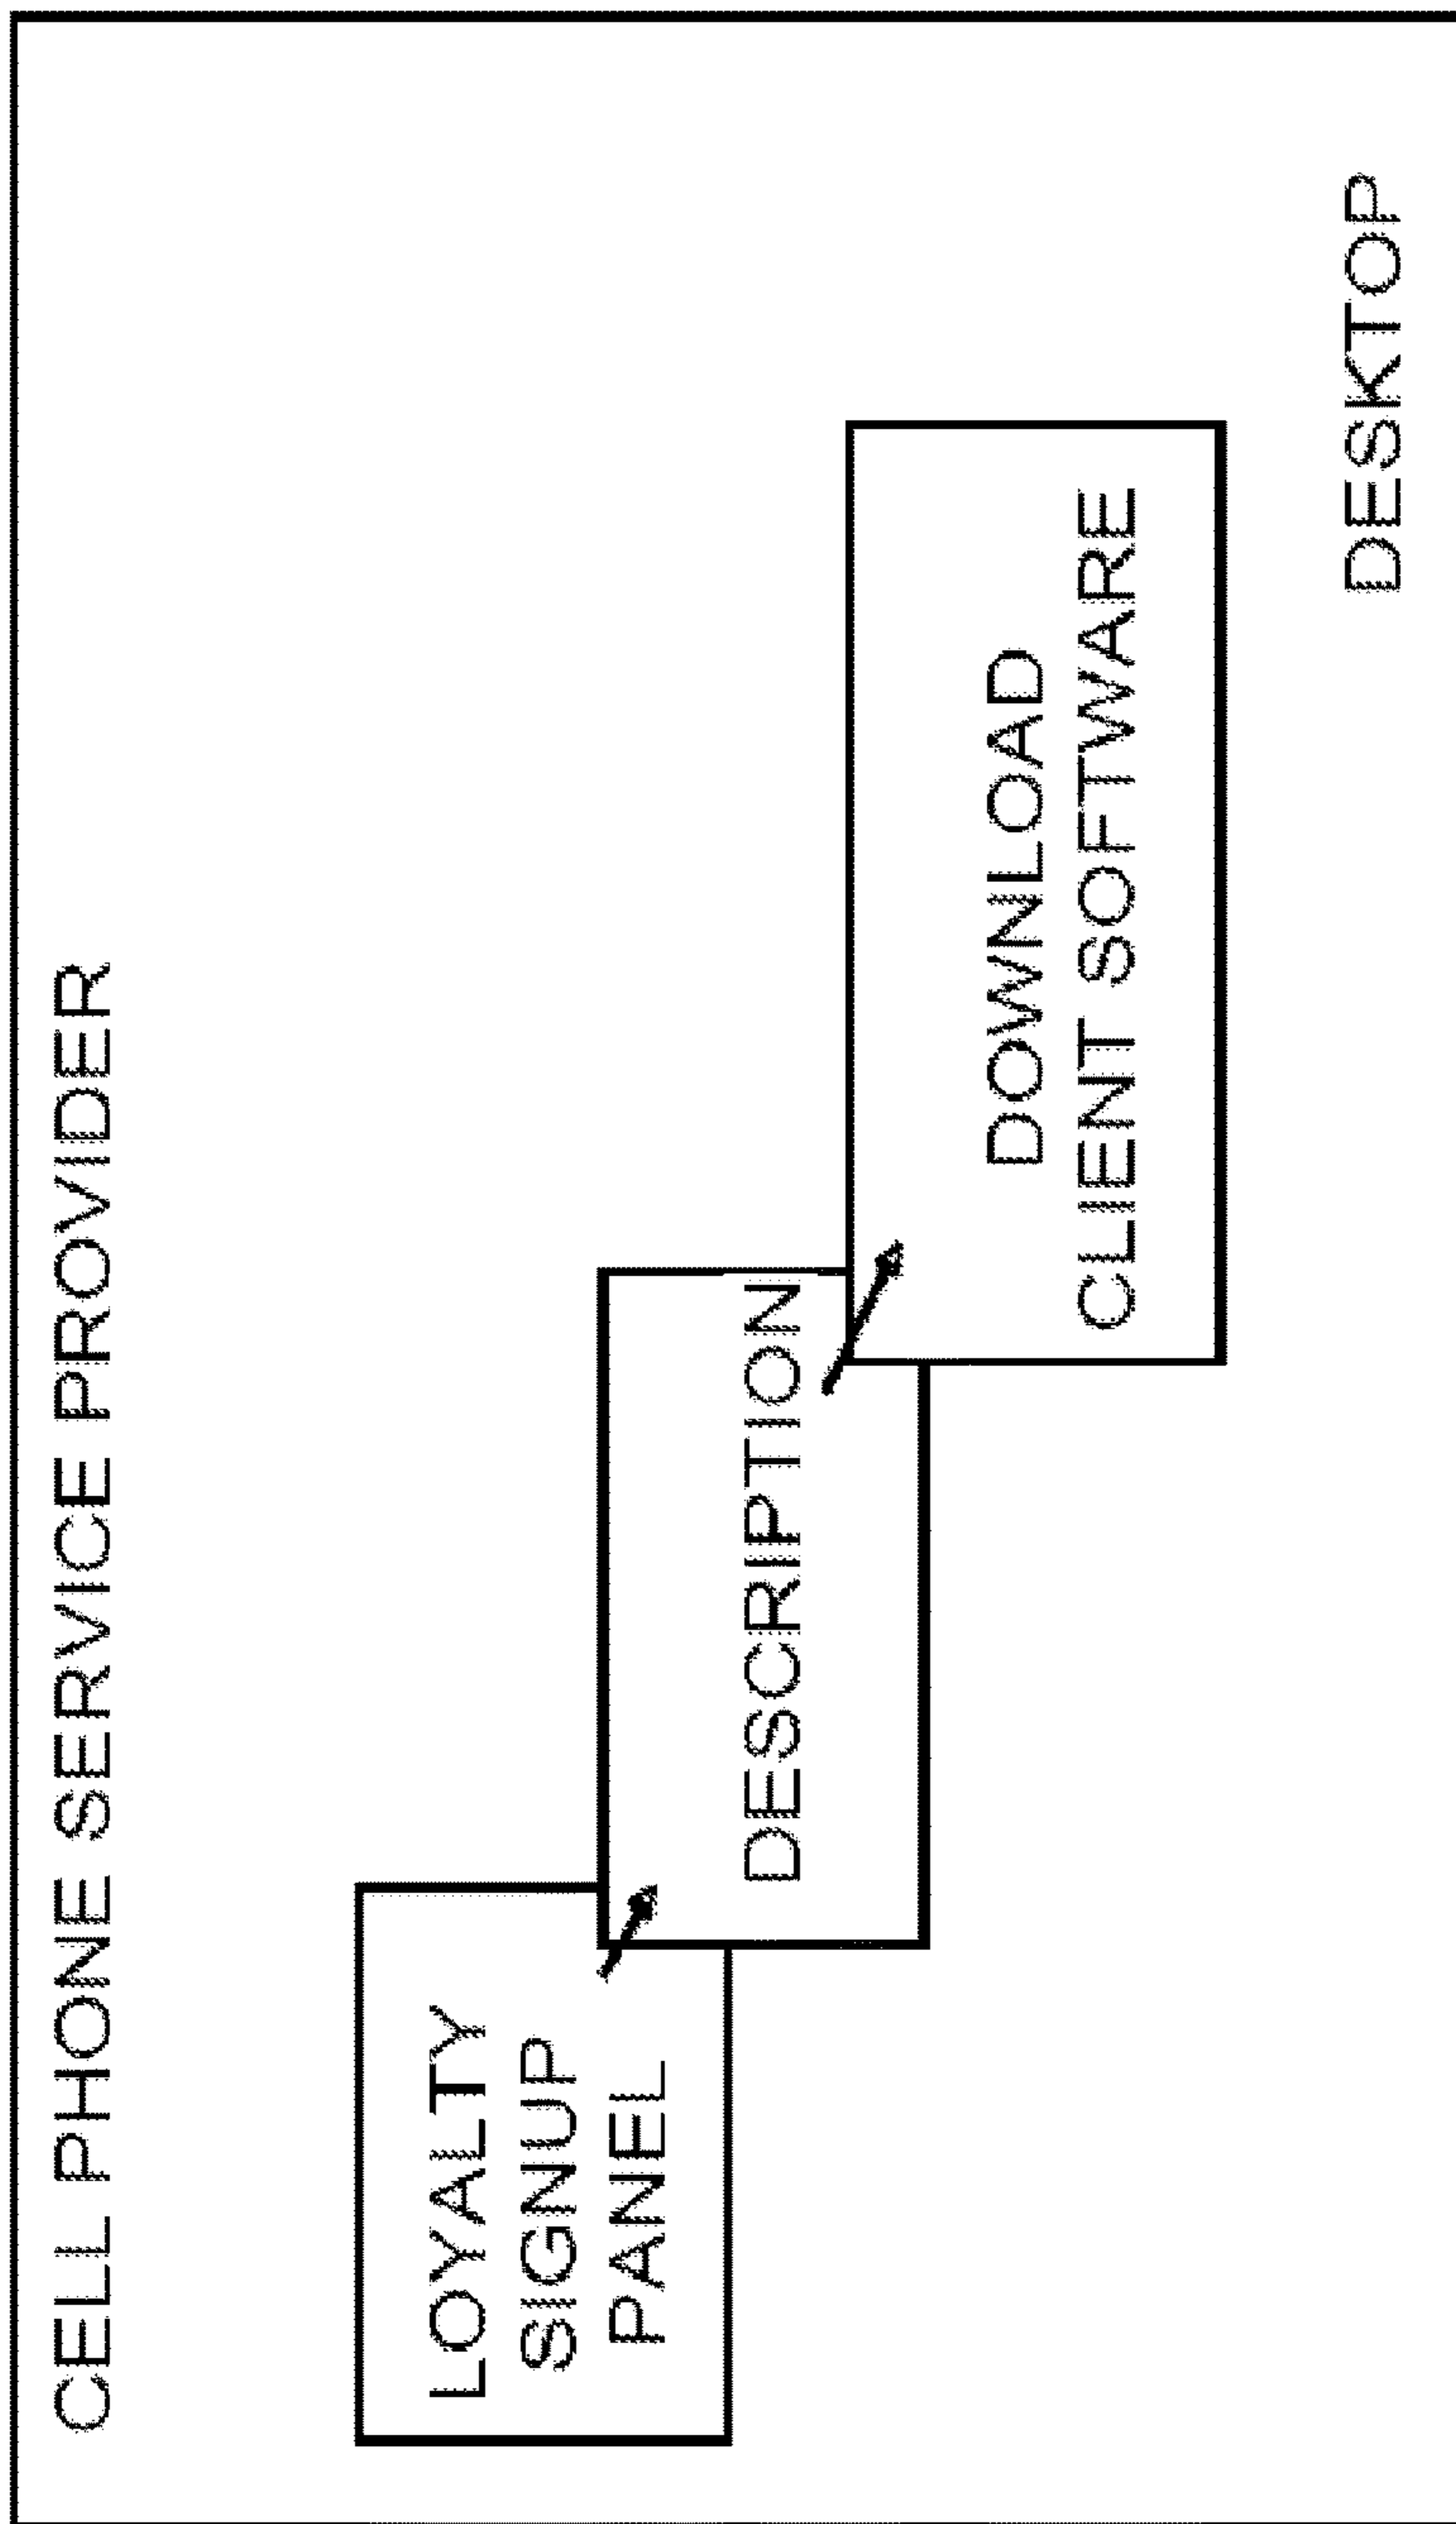 CELL PHONE SERVICE PROVIDER
LOYALTY
SIGNUP
PANEL
DESCRIPTION
DOWNLOAD
CLIENT SOFTWARE
DESKTOP